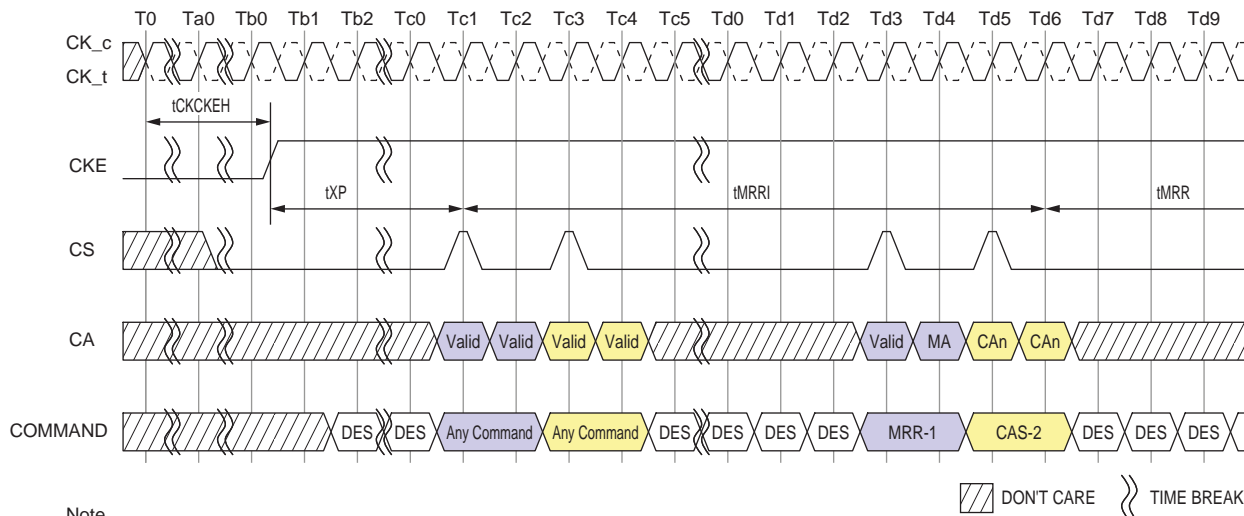 T0 Ta0 Tb0 Tb1 Tb2 Tc0 Tc1 Tc2 Tc3 Tc4 Tc5 Td0 Td1 Td2 Td3 Td4 Td5 Td6 Td7 Td8 Td9
CK_c
CK_t
tCKCKEH
CKE
tXP tMRRI tMRR
CS
CA Valid Valid Valid Valid Valid MA CAn CAn
COMMAND DES DES Any Command Any Command DES DES DES DES MRR-1 CAS-2 DES DES DES
DON'T CARE TIME BREAK
Note